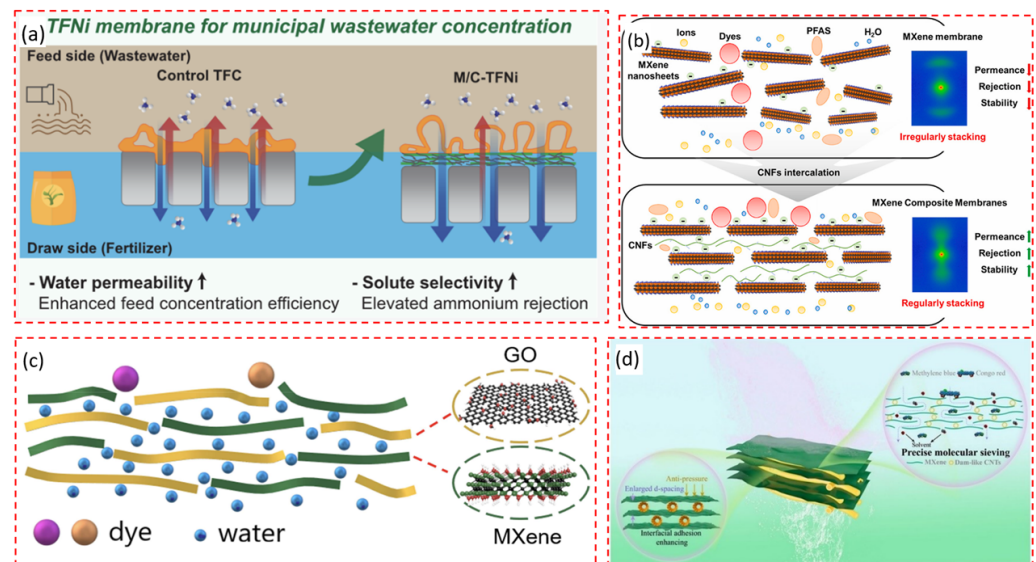 (a)
TFNi membrane for municipal wastewater concentration
Feed side (Wastewater)
Control TFC
M/C-TFNi
Draw side (Fertilizer)
- Water permeability
Enhanced feed concentration efficiency
- Solute selectivity
Elevated ammonium rejection
(b)
Ions
Dyes
PFAS
H₂O
MXene
nanosheets
MXene membrane
Permeance
Rejection
Stability
Irregularly stacking
CNFs intercalation
MXene Composite Membranes
CNFs
Permeance
Rejection
Stability
Regularly stacking
(c)
GO
MXene
dye
water
(d)
Methylene blue
Congo red
Solvent
Precise molecular sieving
MXene
Dam-like CNTs
Anti-pressure
Enlarged d-spacing
Interfacial adhesion
enhancing